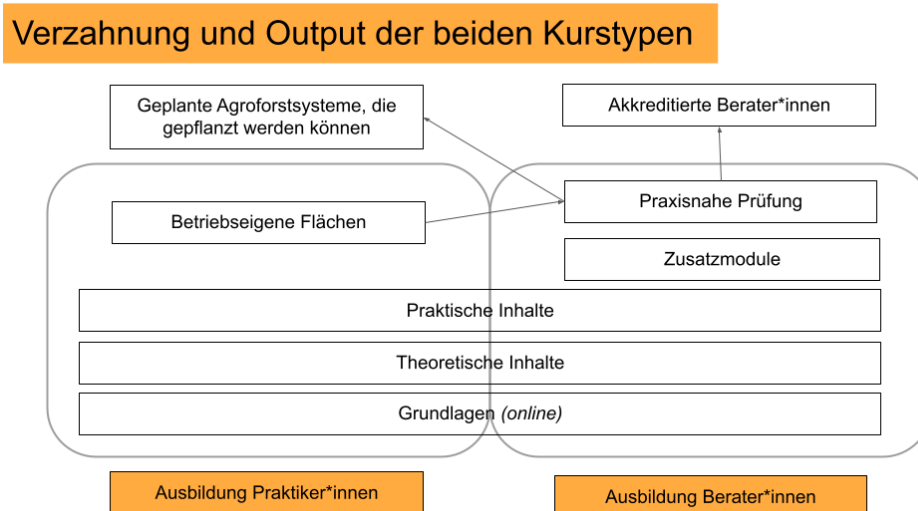 Verzahnung und Output der beiden Kurstypen
Geplante Agroforstsysteme, die
gepflanzt werden können
Akkreditierte Berater*innen
Betriebseigene Flächen
Praxisnahe Prüfung
Zusatzmodule
Praktische Inhalte
Theoretische Inhalte
Grundlagen (online)
Ausbildung Praktiker*innen
Ausbildung Berater*innen